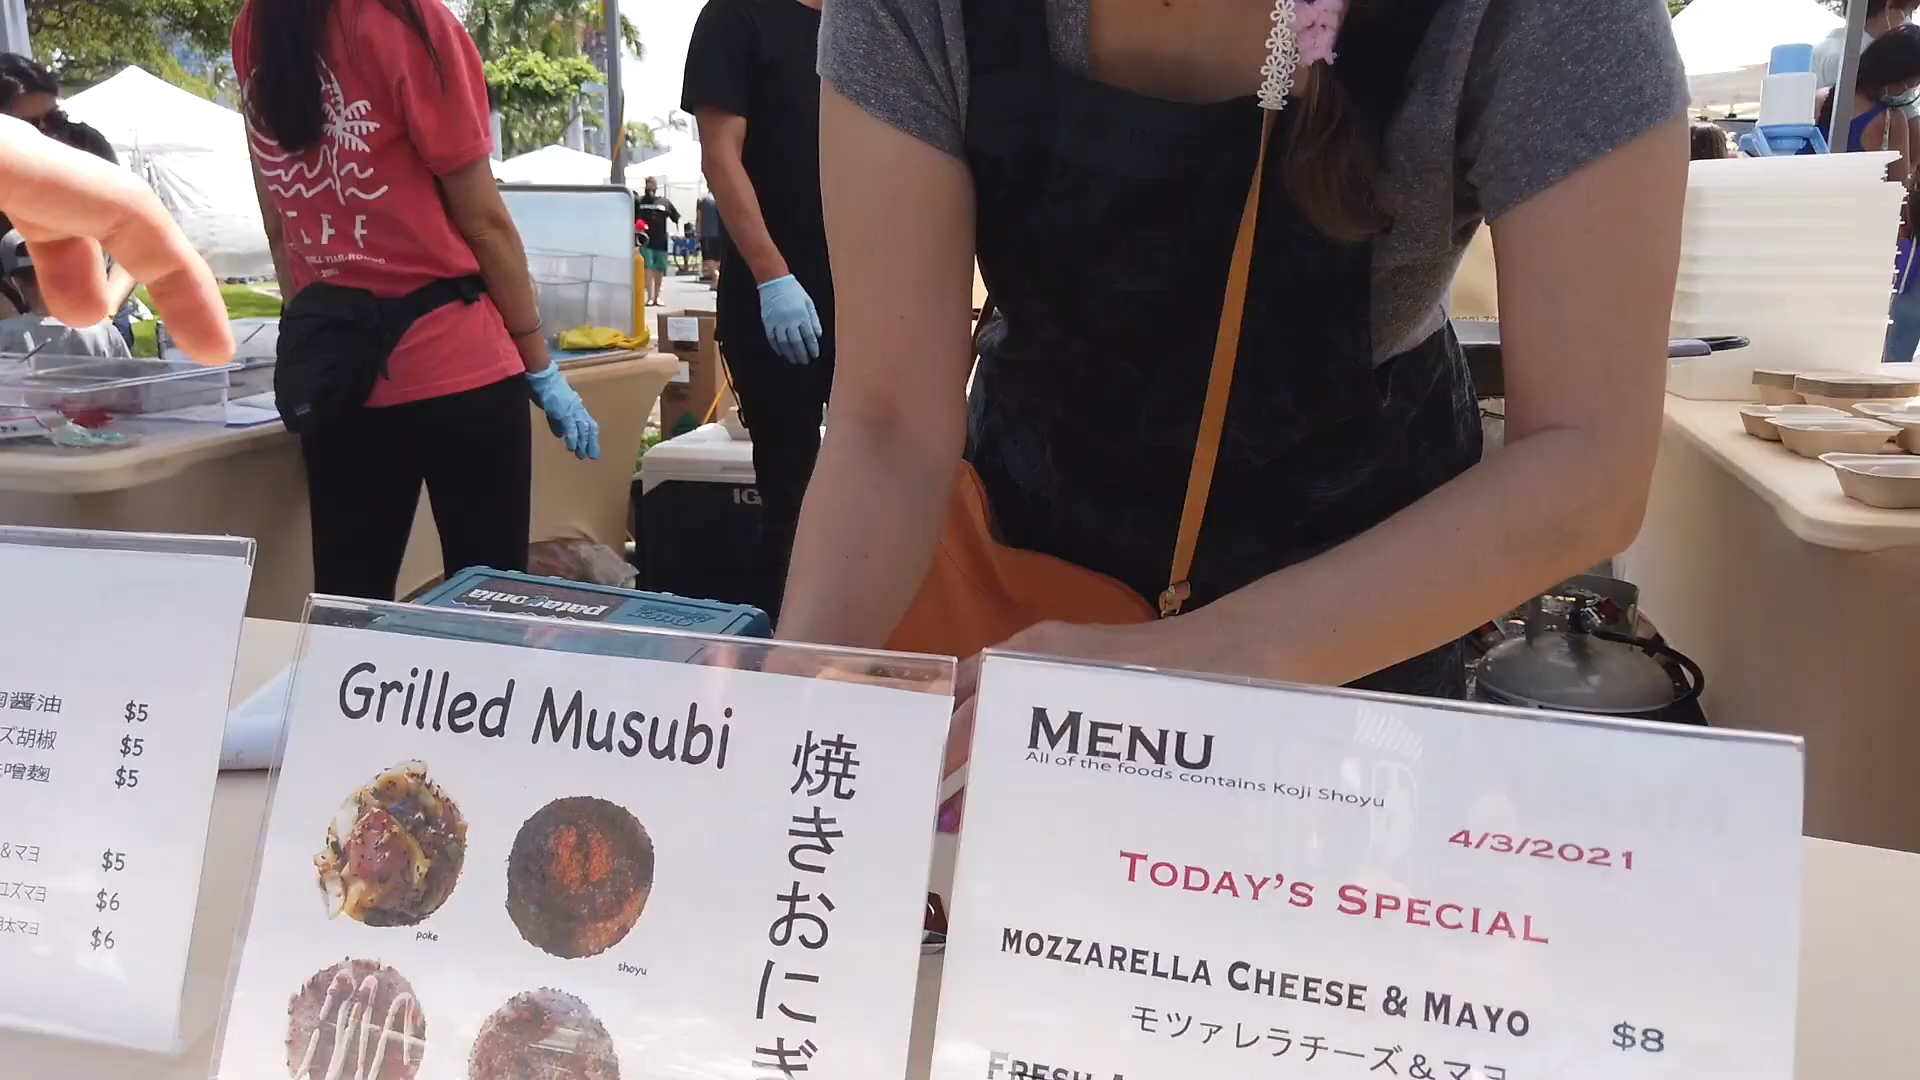 醤油 $5
ズ胡椒 $5
噌麹 $5
&マヨ $5
ユズマヨ $6
太マヨ $6
Grilled Musubi
焼きおにぎ
poke
shoyu
MENU
All of the foods contains Koji Shoyu
4/3/2021
TODAY'S SPECIAL
MOZZARELLA CHEESE & MAYO
モツァレラチーズ&マヨ $8
FRESH
patagonia
IG